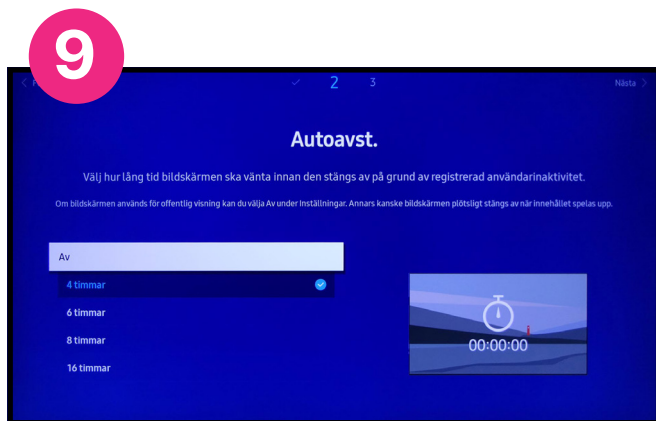 9
2 3 Nästa
Autoavst.
Välj hur lång tid bildskärmen ska vänta innan den stängs av på grund av registrerad användarinaktivitet.
Om bildskärmen används för offentlig visning kan du välja Av under Inställningar. Annars kanske bildskärmen plötsligt stängs av när innehållet spelas upp.
Av
4 timmar
6 timmar
8 timmar
16 timmar
i
00:00:00